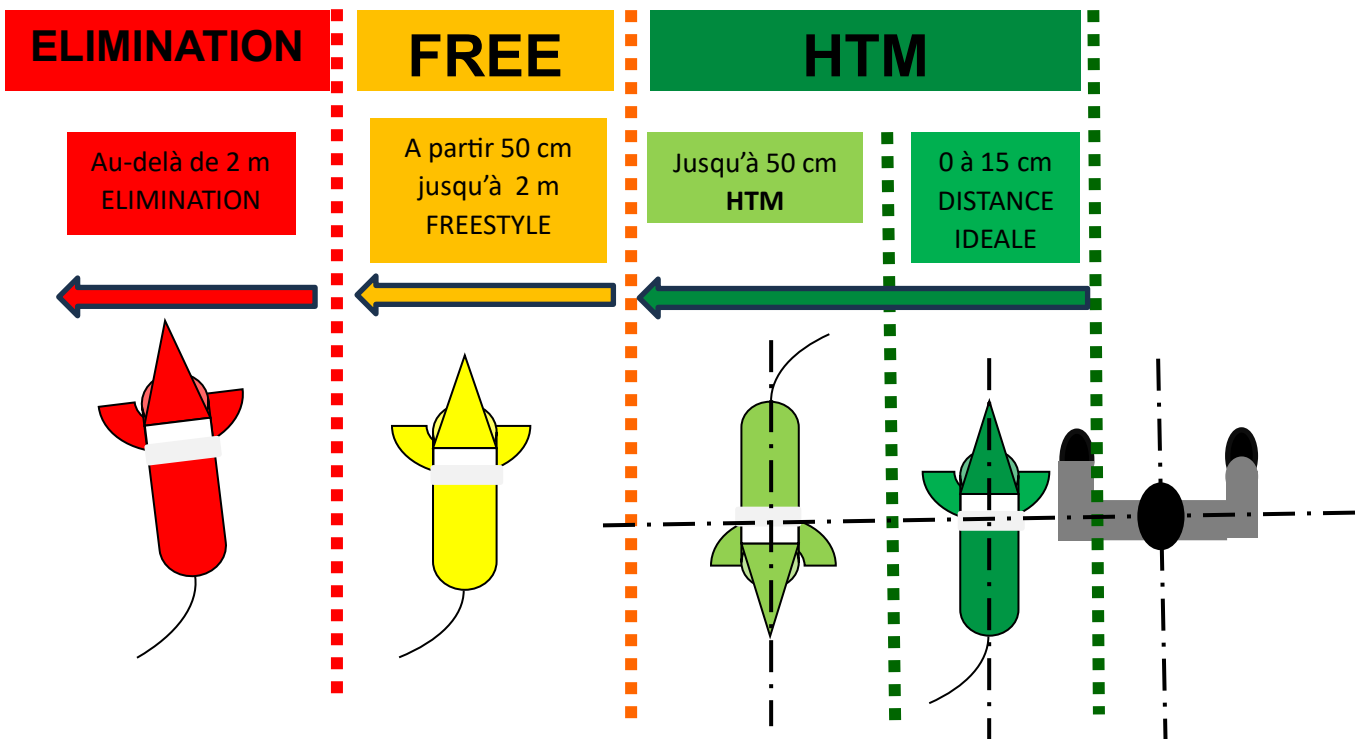 ELIMINATION
FREE
HTM
Au-delà de 2 m
ELIMINATION
A partir 50 cm
jusqu'à 2 m
FREESTYLE
Jusqu'à 50 cm
HTM
0 à 15 cm
DISTANCE
IDEALE